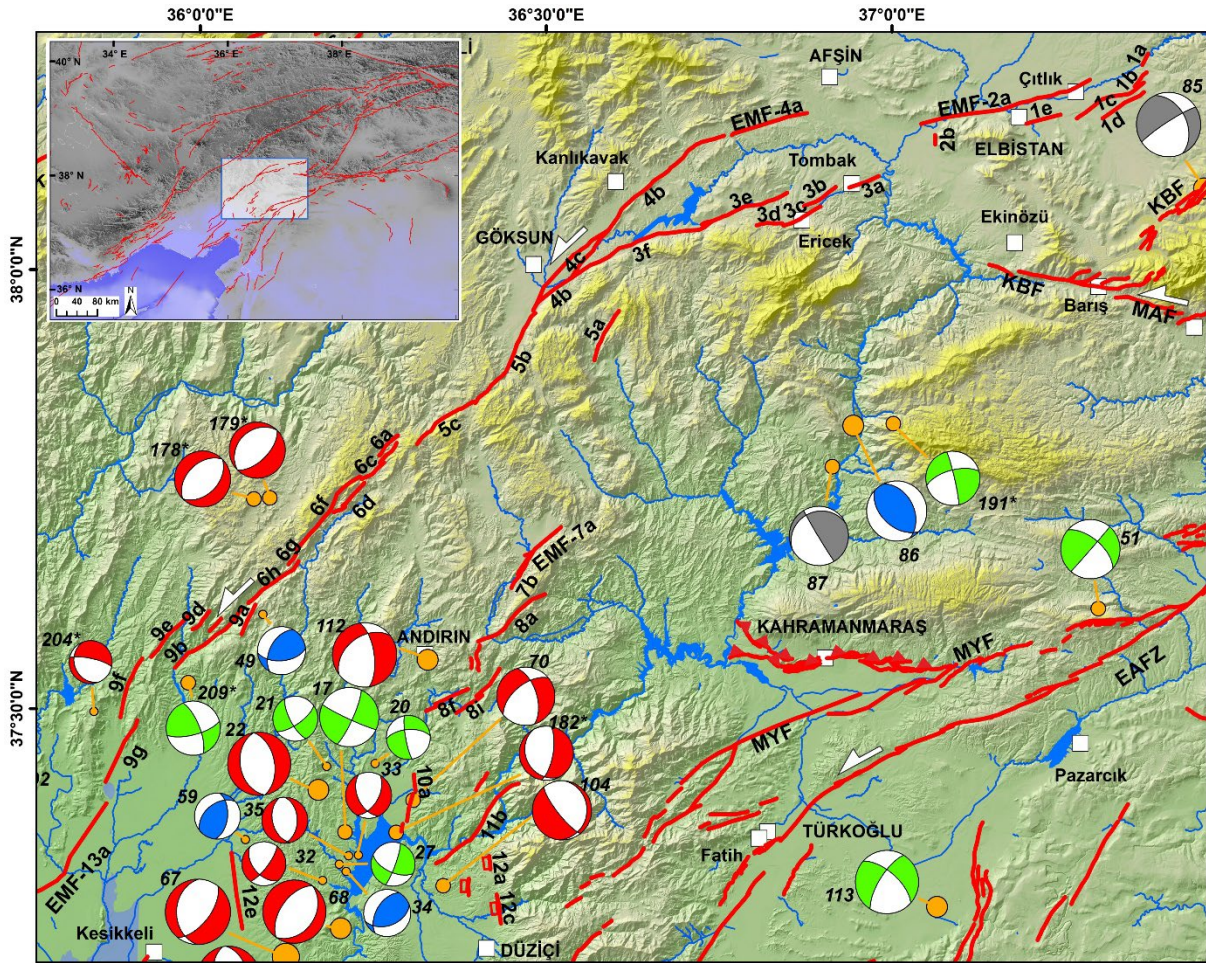 36°0'0"E
36°30'0"E
37°0'0"E
34° E
36° E
38° E
40° N
38° N
36° N
0 40 80 km
N
AFŞİN
Çıtlık
1a
1b
1c
1d
1e
EMF-2a
2b
ELBİSTAN
85
KBF
EMF-4a
Kanlıkavak
4b
Tombak
3a
3b
3c
3d
3e
3f
Ericek
Ekinözü
GÖKSUN
4c
4b
38°0'0"N
KBF
Barış
MAF
5a
5b
5c
179*
178*
6a
6c
6f
6d
6g
6h
EMF-7a
7b
8a
191*
86
87
51
9d
9a
9e
9b
9f
9g
204*
49
112
ANDIRIN
KAHRAMANMARAŞ
MYF
EAFZ
37°30'0"N
209*
21
17
20
70
8f
8ı
182*
22
33
10a
104
MYF
Pazarcık
59
35
11b
32
27
12a
12c
TÜRKOĞLU
Fatih
EMF-13a
67
12e
68
34
113
Kesikkeli
DÜZİÇİ